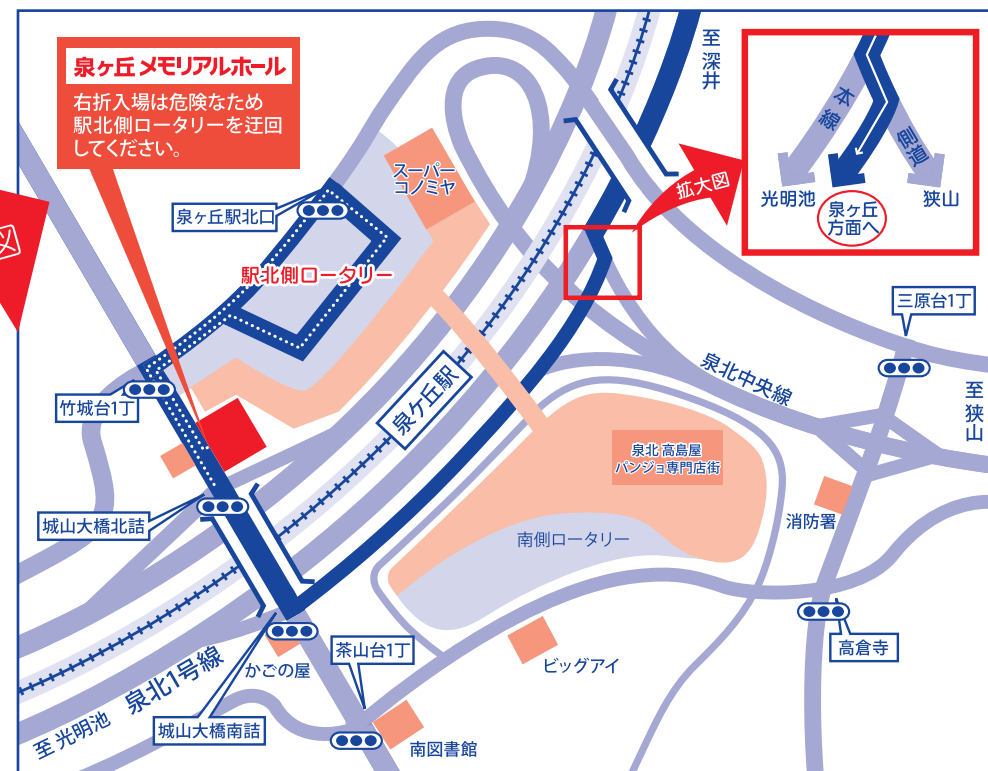 泉ヶ丘メモリアルホール
右折入場は危険なため
駅北側ロータリーを迂回
してください。
至深井
本線
側道
光明池
泉ヶ丘
方面へ
狭山
拡大図
図
スーパー
コノミヤ
泉ヶ丘駅北口
駅北側ロータリー
三原台1丁
泉北中央線
至狭山
泉ケ丘駅
竹城台1丁
泉北 高島屋
パンジョ専門店街
消防署
城山大橋北詰
南側ロータリー
高倉寺
茶山台1丁
ビッグアイ
かごの屋
泉北1号線
至光明池
城山大橋南詰
南図書館